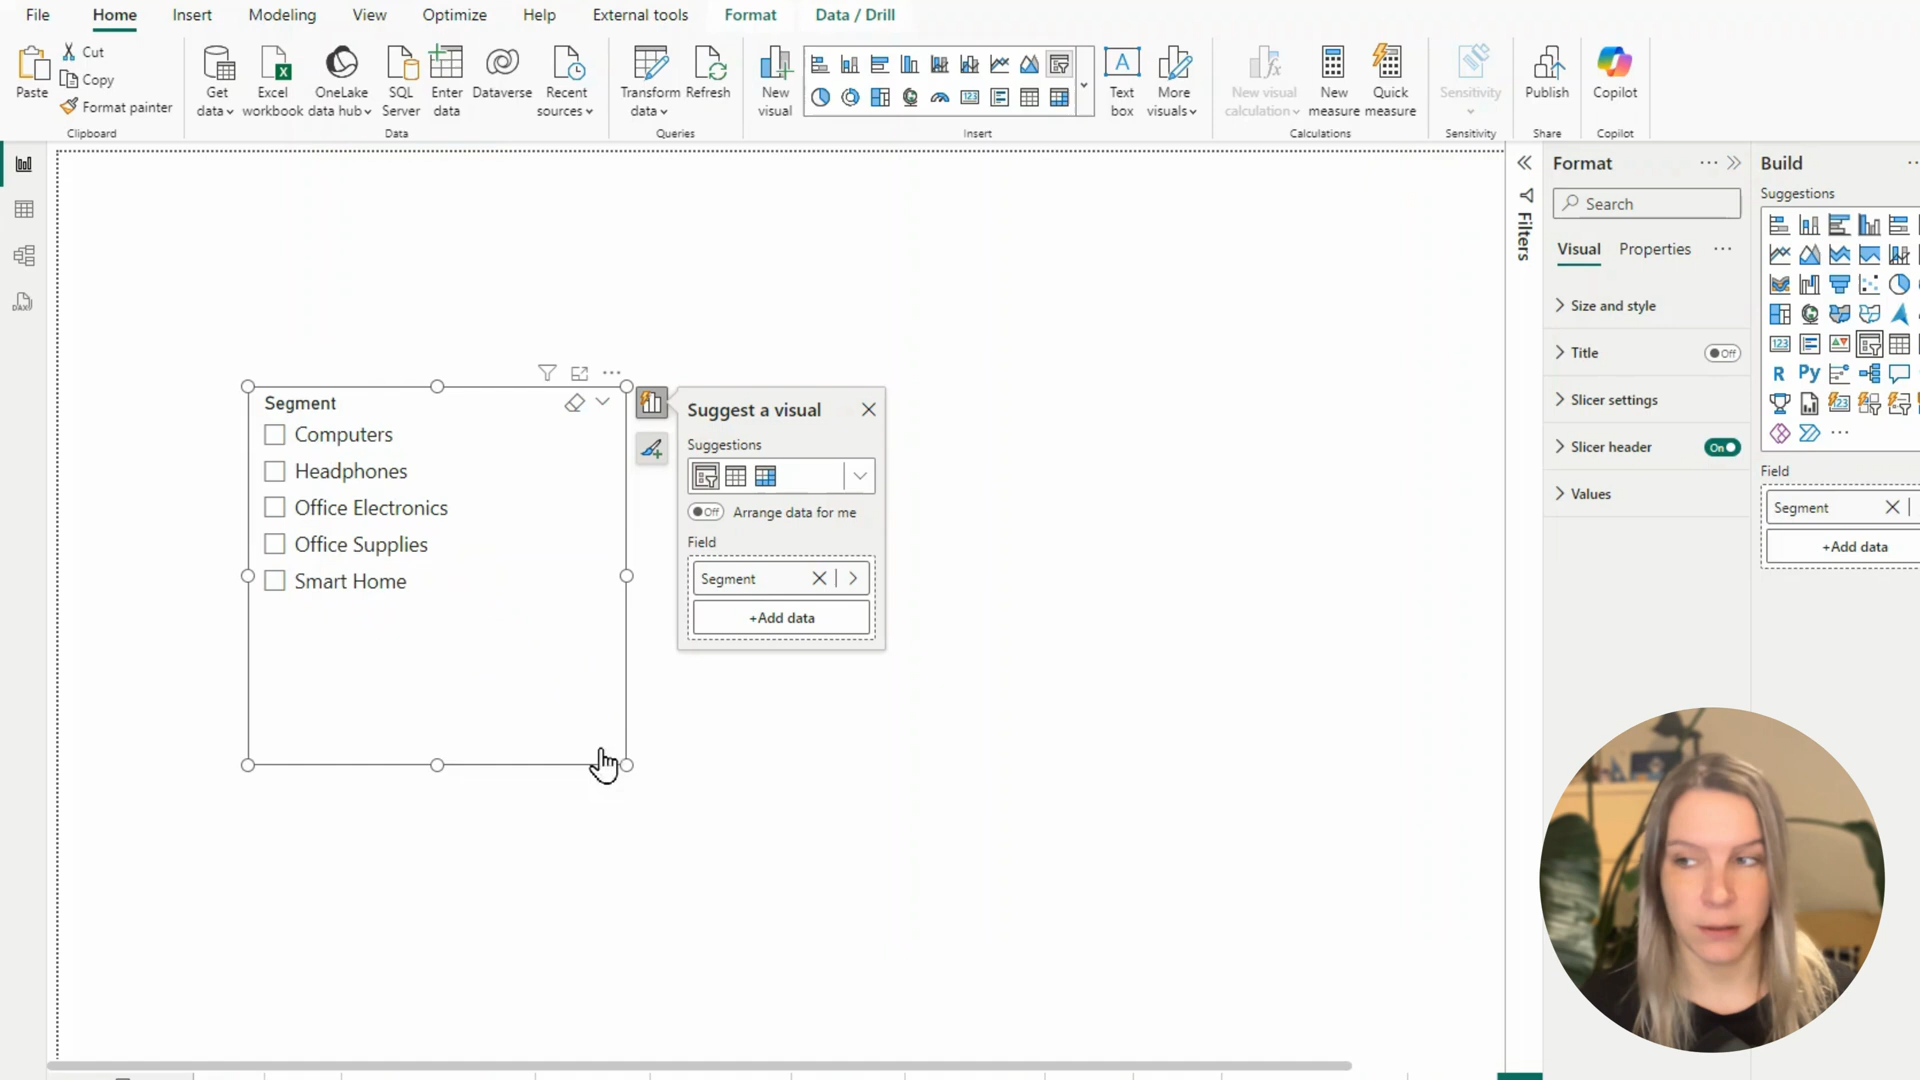 File Home Insert Modeling View Optimize Help External tools Format Data / Drill
Paste Cut Copy Format painter
Clipboard
Get data Excel workbook OneLake data hub SQL Server Enter data Dataverse Recent sources
Data
Transform data Refresh
Queries
New visual Text box More visuals
Insert
New visual calculation New measure Quick measure
Calculations
Sensitivity
Sensitivity
Publish
Share
Copilot
Copilot
DAX
Segment
Computers
Headphones
Office Electronics
Office Supplies
Smart Home
Suggest a visual
Suggestions
Off Arrange data for me
Field
Segment
+Add data
Filters
Format
Search
Visual Properties
Size and style
Title Off
Slicer settings
Slicer header On
Values
Build
Suggestions
123
R Py
Field
Segment
+Add data